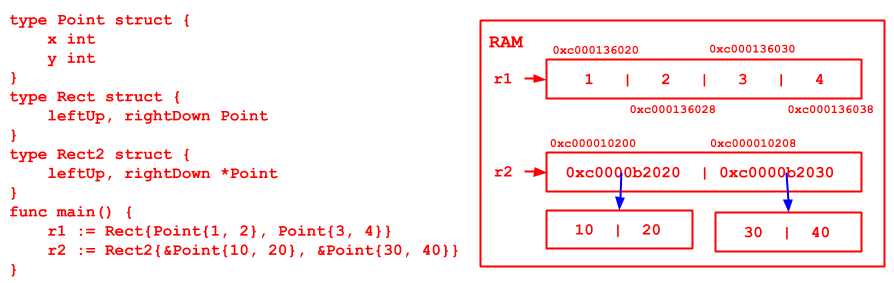 type Point struct {
    x int
    y int
}
type Rect struct {
    leftUp, rightDown Point
}
type Rect2 struct {
    leftUp, rightDown *Point
}
func main() {
    r1 := Rect{Point{1, 2}, Point{3, 4}}
    r2 := Rect2{&Point{10, 20}, &Point{30, 40}}
}
RAM
0xc000136020 0xc000136030
r1 1 | 2 | 3 | 4
0xc000136028 0xc000136038
0xc000010200 0xc000010208
r2 0xc0000b2020 | 0xc0000b2030
10 | 20 30 | 40